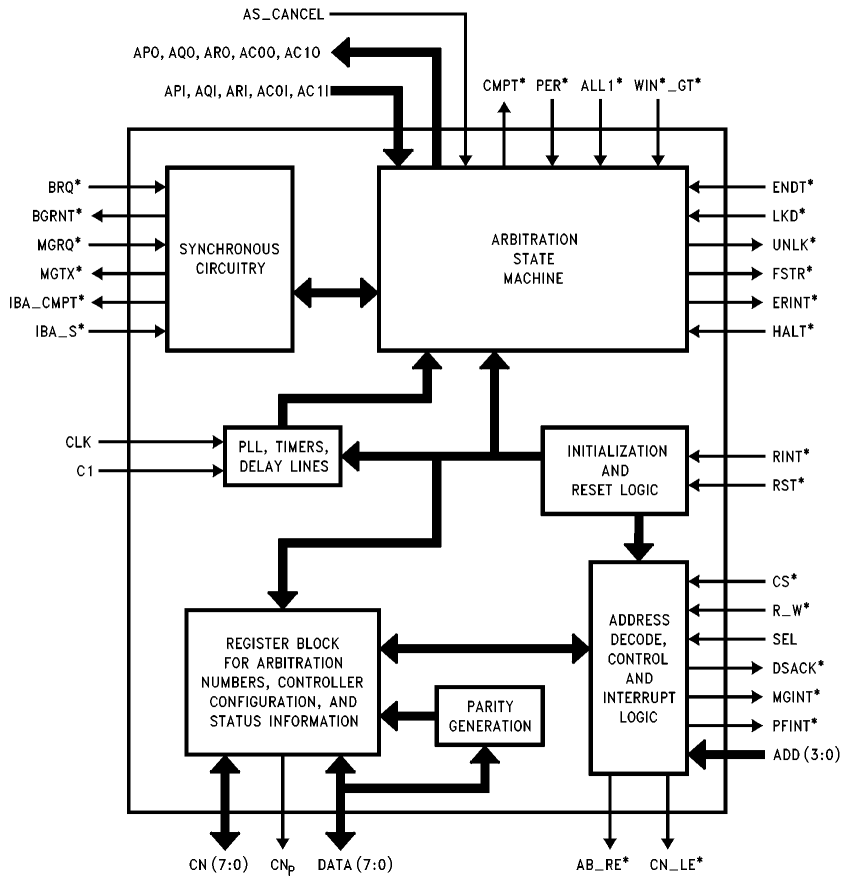 AS_CANCEL
APO, AQO, ARO, AC0O, AC1O
API, AQI, ARI, AC0I, AC1I
CMPT* PER* ALL1* WIN*_GT*
BRQ*
BGRNT*
MGRQ*
MGTX*
IBA_CMPT*
IBA_S*
SYNCHRONOUS
CIRCUITRY
ARBITRATION
STATE
MACHINE
ENDT*
LKD*
UNLK*
FSTR*
ERINT*
HALT*
CLK
C1
PLL, TIMERS,
DELAY LINES
INITIALIZATION
AND
RESET LOGIC
RINT*
RST*
REGISTER BLOCK
FOR ARBITRATION
NUMBERS, CONTROLLER
CONFIGURATION, AND
STATUS INFORMATION
PARITY
GENERATION
ADDRESS
DECODE,
CONTROL
AND
INTERRUPT
LOGIC
CS*
R_W*
SEL
DSACK*
MGINT*
PFINT*
ADD (3:0)
CN (7:0) CNP DATA (7:0) AB_RE* CN_LE*